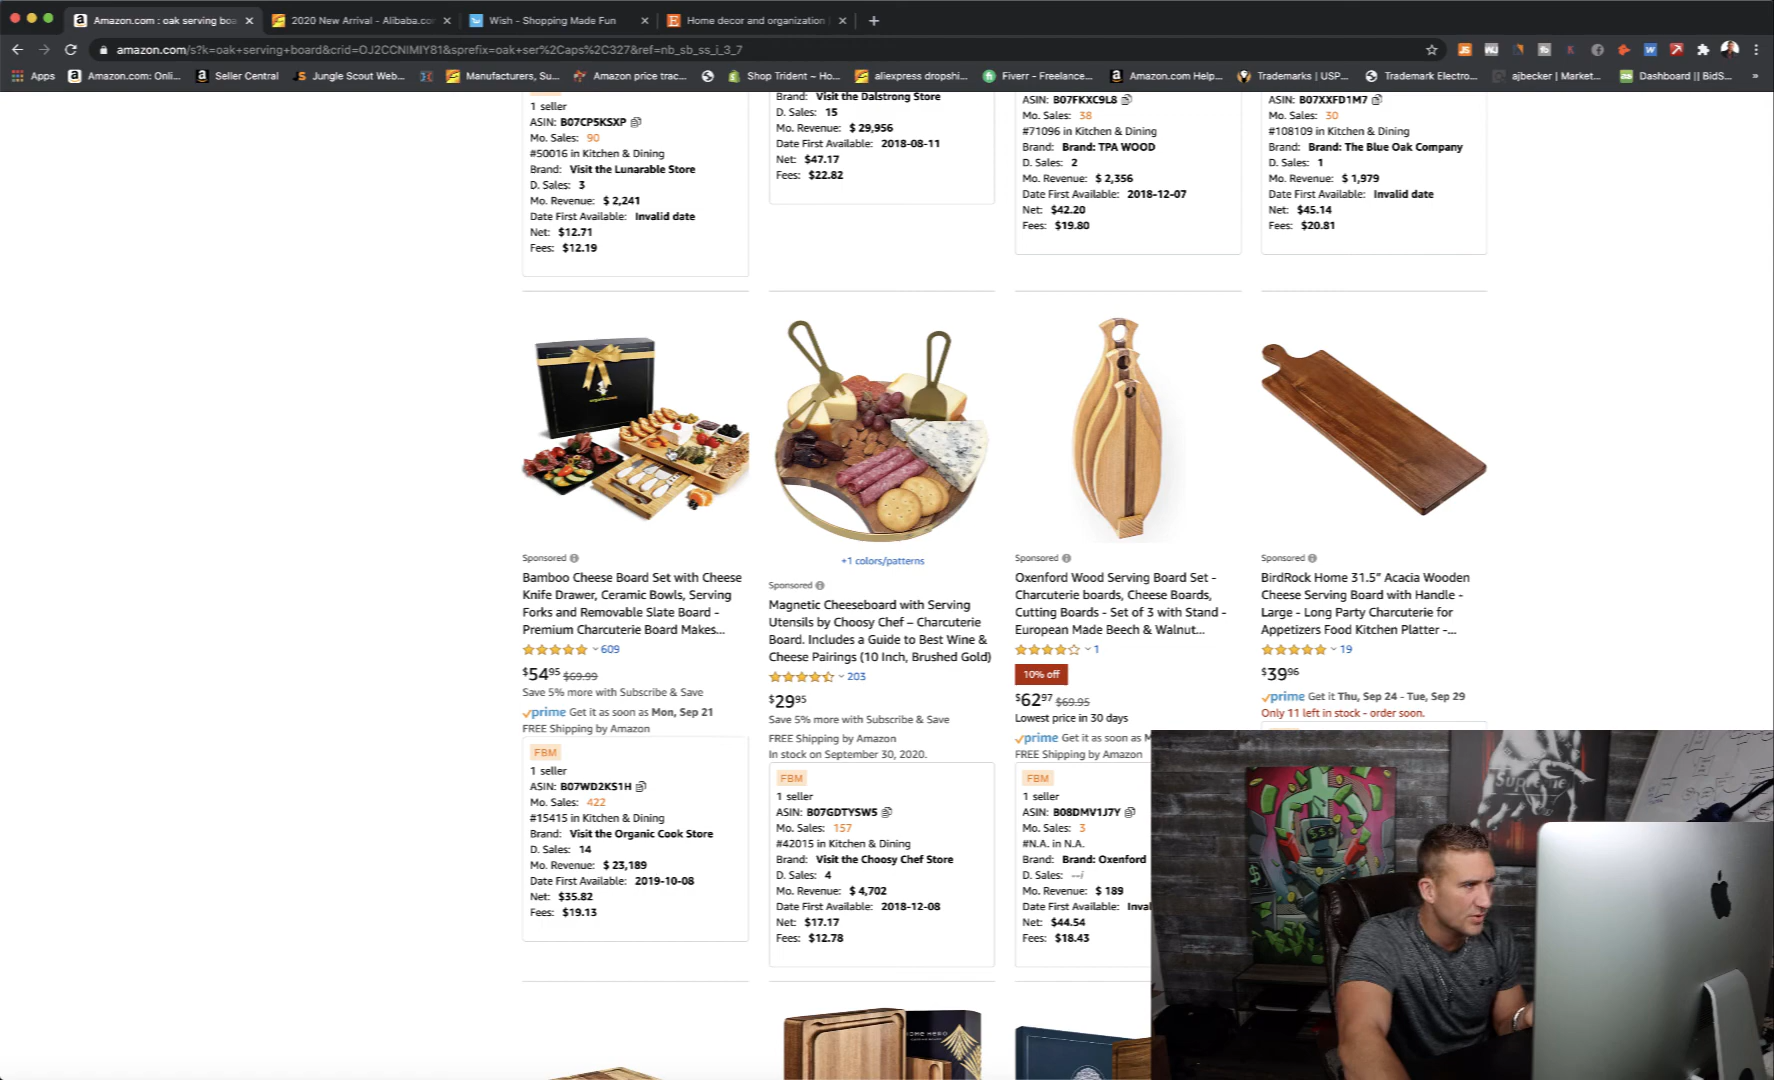 Amazon.com : oak serving boa
2020 New Arrival - Alibaba.co
Wish - Shopping Made Fun
Home decor and organization
amazon.com/s?k=oak+serving+board&crid=OJ2CCNIMIY81&sprefix=oak+ser%2Caps%2C327&ref=nb_sb_ss_i_3_7
Apps
Amazon.com: Onli...
Seller Central
Jungle Scout Web...
Manufacturers, Su...
Amazon price trac...
Shop Trident ~ Ho...
aliexpress dropshi...
Fiverr - Freelance...
Amazon.com Help...
Trademarks | USP...
Trademark Electro...
ajbecker | Market...
Dashboard || BidS...
»
1 seller
ASIN: B07CP5KSXP
Mo. Sales: 90
#50016 in Kitchen & Dining
Brand: Visit the Lunarable Store
D. Sales: 3
Mo. Revenue: $ 2,241
Date First Available: Invalid date
Net: $12.71
Fees: $12.19
Brand: Visit the Dalstrong Store
D. Sales: 15
Mo. Revenue: $ 29,956
Date First Available: 2018-08-11
Net: $47.17
Fees: $22.82
ASIN: B07FKXC9L8
Mo. Sales: 38
#71096 in Kitchen & Dining
Brand: Brand: TPA WOOD
D. Sales: 2
Mo. Revenue: $ 2,356
Date First Available: 2018-12-07
Net: $42.20
Fees: $19.80
ASIN: B07XXFD1M7
Mo. Sales: 30
#108109 in Kitchen & Dining
Brand: Brand: The Blue Oak Company
D. Sales: 1
Mo. Revenue: $ 1,979
Date First Available: Invalid date
Net: $45.14
Fees: $20.81
Sponsored
Bamboo Cheese Board Set with Cheese
Knife Drawer, Ceramic Bowls, Serving
Forks and Removable Slate Board -
Premium Charcuterie Board Makes...
609
$54.95 $69.99
Save 5% more with Subscribe & Save
prime Get it as soon as Mon, Sep 21
FREE Shipping by Amazon
FBM
1 seller
ASIN: B07WD2KS1H
Mo. Sales: 422
#15415 in Kitchen & Dining
Brand: Visit the Organic Cook Store
D. Sales: 14
Mo. Revenue: $ 23,189
Date First Available: 2019-10-08
Net: $35.82
Fees: $19.13
+1 colors/patterns
Sponsored
Magnetic Cheeseboard with Serving
Utensils by Choosy Chef – Charcuterie
Board. Includes a Guide to Best Wine &
Cheese Pairings (10 Inch, Brushed Gold)
203
$29.95
Save 5% more with Subscribe & Save
FREE Shipping by Amazon
In stock on September 30, 2020.
FBM
1 seller
ASIN: B07GDTYSW5
Mo. Sales: 157
#42015 in Kitchen & Dining
Brand: Visit the Choosy Chef Store
D. Sales: 4
Mo. Revenue: $ 4,702
Date First Available: 2018-12-08
Net: $17.17
Fees: $12.78
Sponsored
Oxenford Wood Serving Board Set -
Charcuterie boards, Cheese Boards,
Cutting Boards - Set of 3 with Stand -
European Made Beech & Walnut...
1
10% off
$62.97 $69.95
Lowest price in 30 days
prime Get it as soon as M
FREE Shipping by Amazon
FBM
1 seller
ASIN: B08DMV1J7Y
Mo. Sales: 3
#N.A. in N.A.
Brand: Brand: Oxenford
D. Sales: --i
Mo. Revenue: $ 189
Date First Available: Inval
Net: $44.54
Fees: $18.43
Sponsored
BirdRock Home 31.5" Acacia Wooden
Cheese Serving Board with Handle -
Large - Long Party Charcuterie for
Appetizers Food Kitchen Platter -...
19
$39.96
prime Get it Thu, Sep 24 - Tue, Sep 29
Only 11 left in stock - order soon.
HOME HERO
Supreme